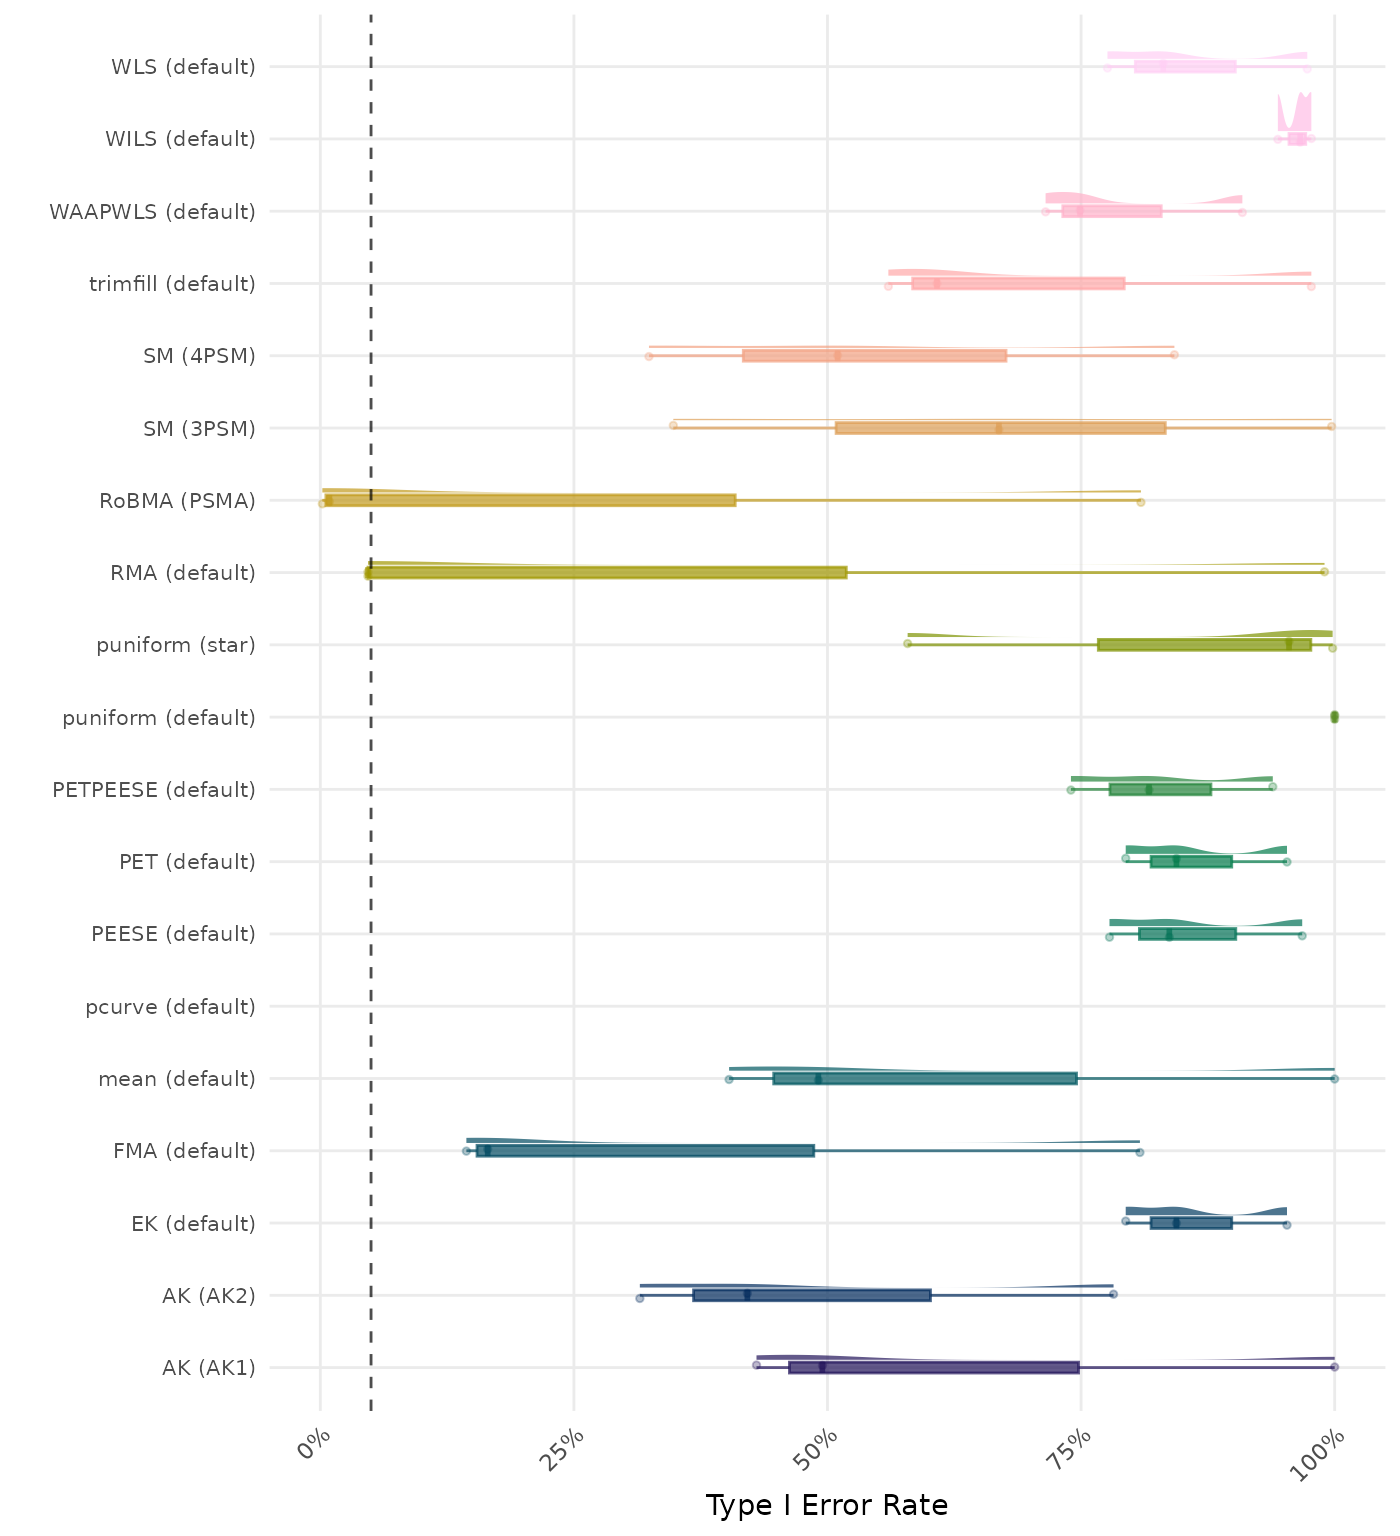 WLS (default)
WILS (default)
WAAPWLS (default)
trimfill (default)
SM (4PSM)
SM (3PSM)
RoBMA (PSMA)
RMA (default)
puniform (star)
puniform (default)
PETPEESE (default)
PET (default)
PEESE (default)
pcurve (default)
mean (default)
FMA (default)
EK (default)
AK (AK2)
AK (AK1)
0%
25%
50%
75%
100%
Type I Error Rate